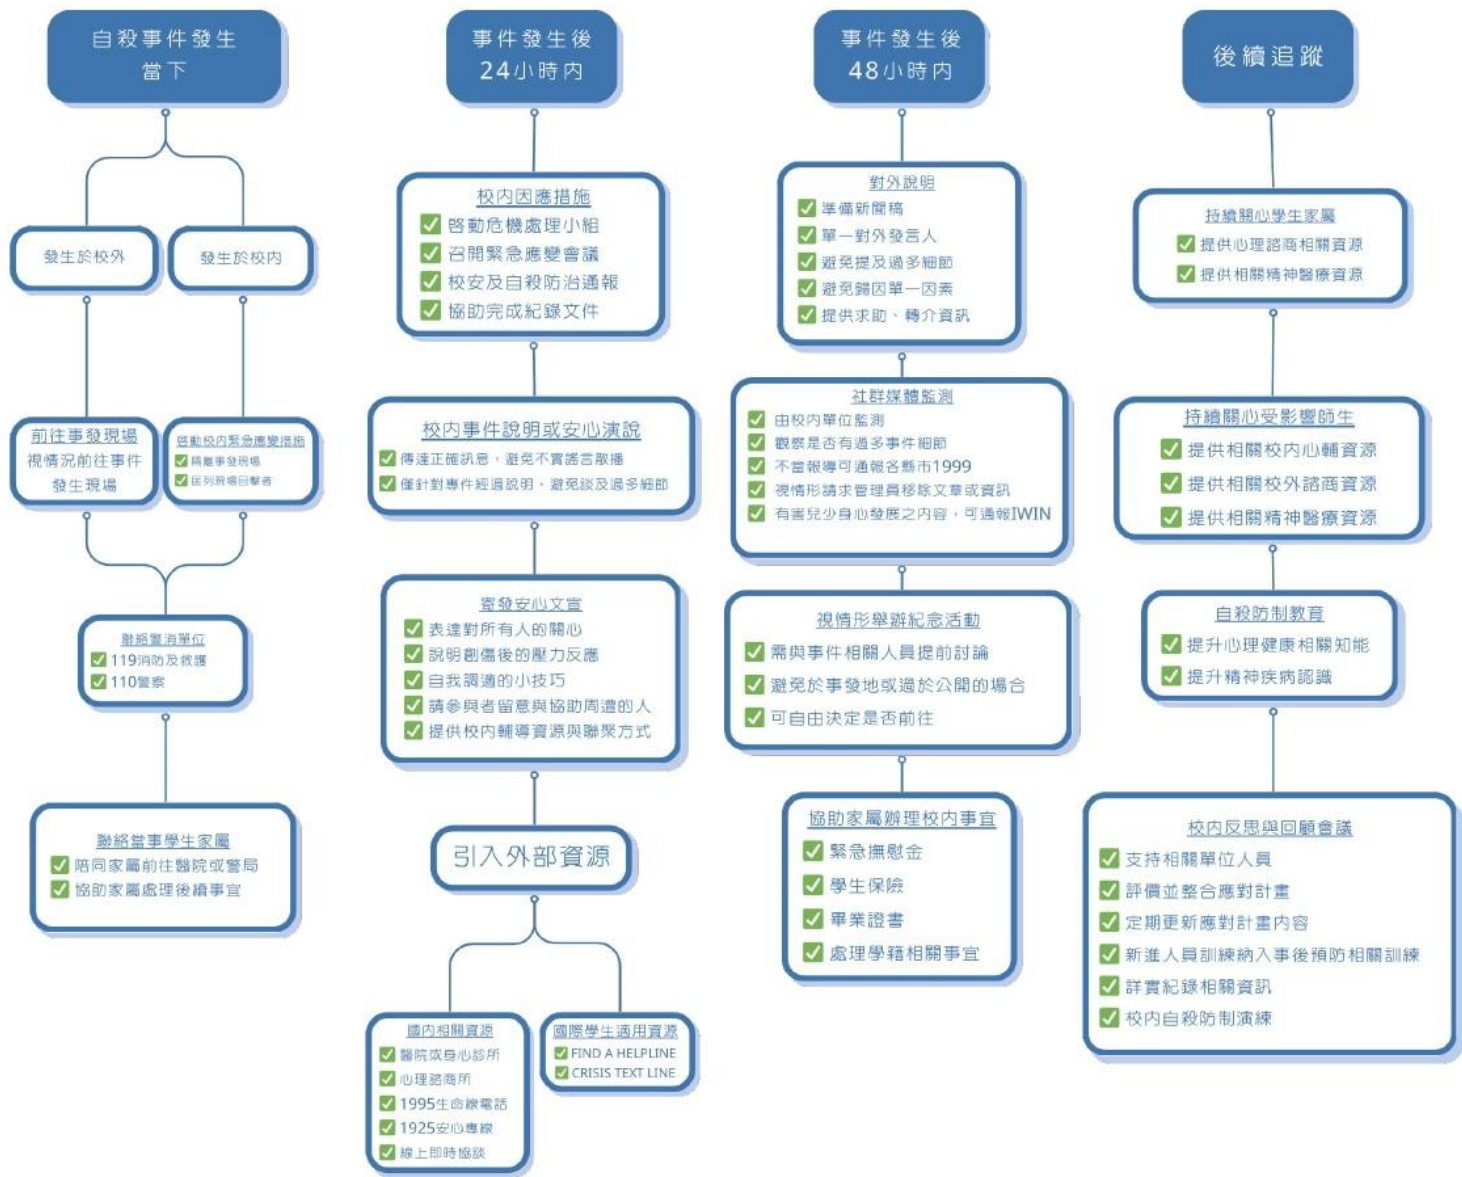 自殺事件發生
當下
發生於校外
發生於校內
前往事發現場
視情況前往事件
發生現場
啓動校內緊急應變措施
隔離事發現場
列現場目擊者
聯絡警消單位
119消防及救護
110警察
聯絡當事學生家屬
陪同家屬前往醫院或警局
協助家屬處理後續事宜
事件發生後
24小時內
校內因應措施
啓動危機處理小組
召開緊急應變會議
校安及自殺防治通報
協助完成紀錄文件
校內事件說明或安心演說
傳達正確訊息，避免不實謠言散播
僅針對專件經過說明，避免談及過多細節
寄發安心文宣
表達對所有人的關心
說明創傷後的壓力反應
自我調適的小技巧
請參與者留意與協助周遭的人
提供校內輔導資源與聯繫方式
引入外部資源
國內相關資源
醫院或身心診所
心理諮商所
1995生命線電話
1925安心專線
線上即時協談
國際學生適用資源
FIND A HELPLINE
CRISIS TEXT LINE
事件發生後
48小時內
對外說明
準備新聞稿
單一對外發言人
避免提及過多細節
避免歸因單一因素
提供求助、轉介資訊
社群媒體監測
由校內單位監測
觀察是否有過多事件細節
不當報導可通報各縣市1999
視情形請求管理員移除文章或資訊
有害兒少身心發展之內容，可通報IWIN
視情形舉辦紀念活動
需與事件相關人員提前討論
避免於事發地或過於公開的場合
可自由決定是否前往
協助家屬辦理校內事宜
緊急撫慰金
學生保險
畢業證書
處理學籍相關事宜
後續追蹤
持續關心學生家屬
提供心理諮商相關資源
提供相關精神醫療資源
持續關心受影響師生
提供相關校內心輔資源
提供相關校外諮商資源
提供相關精神醫療資源
自殺防制教育
提升心理健康相關知能
提升精神疾病認識
校內反思與回顧會議
支持相關單位人員
評價並整合應對計畫
定期更新應對計畫內容
新進人員訓練納入事後預防相關訓練
詳實紀錄相關資訊
校內自殺防制演練